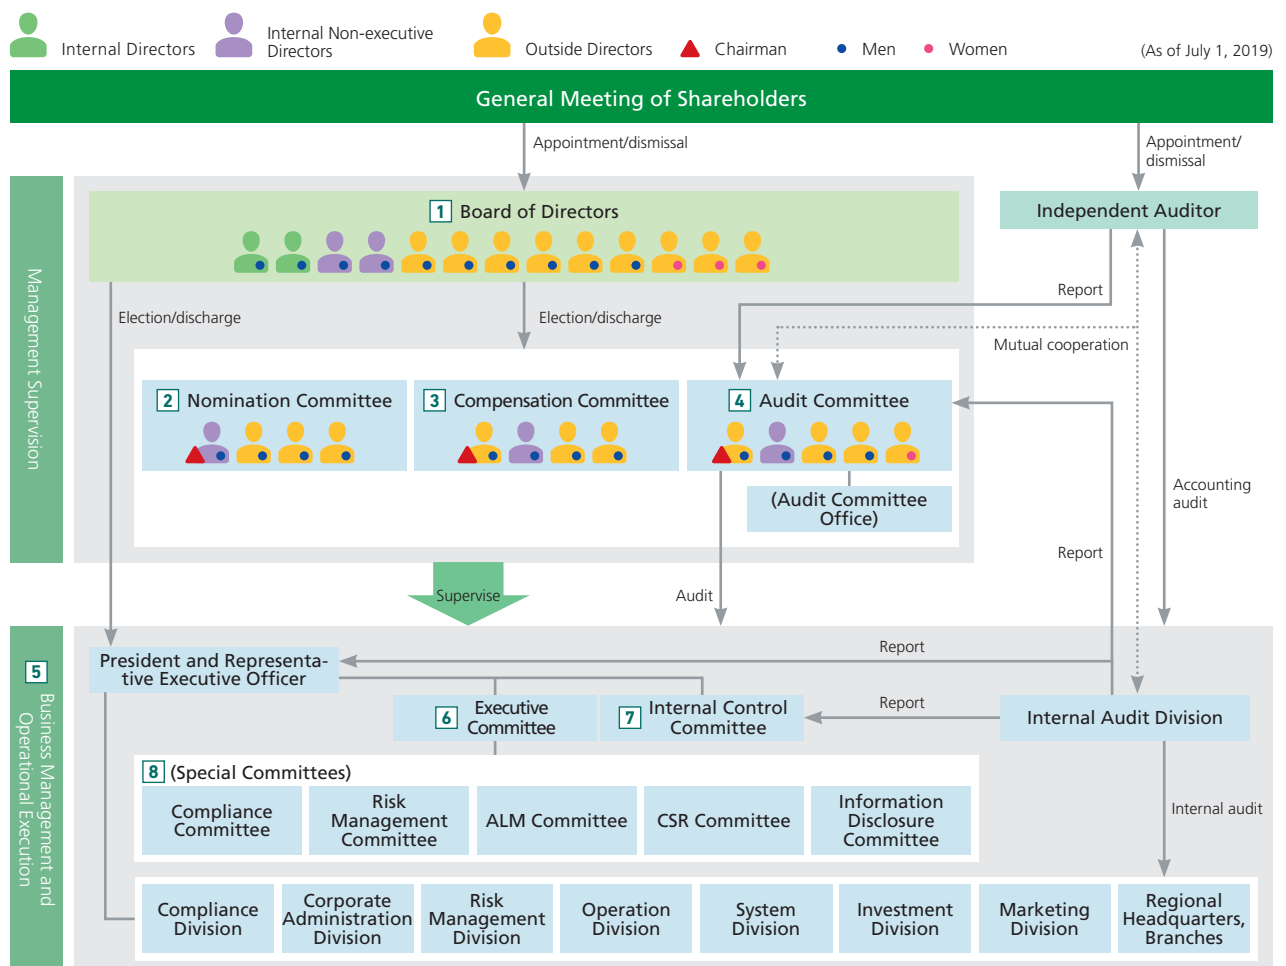 Internal Directors
Internal Non-executive
Directors
Outside Directors
Chairman
Men
Women
(As of July 1, 2019)
General Meeting of Shareholders
Appointment/dismissal
Appointment/
dismissal
Management Supervision
1 Board of Directors
Independent Auditor
Election/discharge
Election/discharge
Report
Mutual cooperation
2 Nomination Committee
3 Compensation Committee
4 Audit Committee
(Audit Committee
Office)
Accounting
audit
Report
Supervise
Audit
5
Business Management and
Operational Execution
President and Representa-
tive Executive Officer
Report
6 Executive
Committee
7 Internal Control
Committee
Report
Internal Audit Division
8 (Special Committees)
Compliance
Committee
Risk
Management
Committee
ALM Committee
CSR Committee
Information
Disclosure
Committee
Internal audit
Compliance
Division
Corporate
Administration
Division
Risk
Management
Division
Operation
Division
System
Division
Investment
Division
Marketing
Division
Regional
Headquarters,
Branches